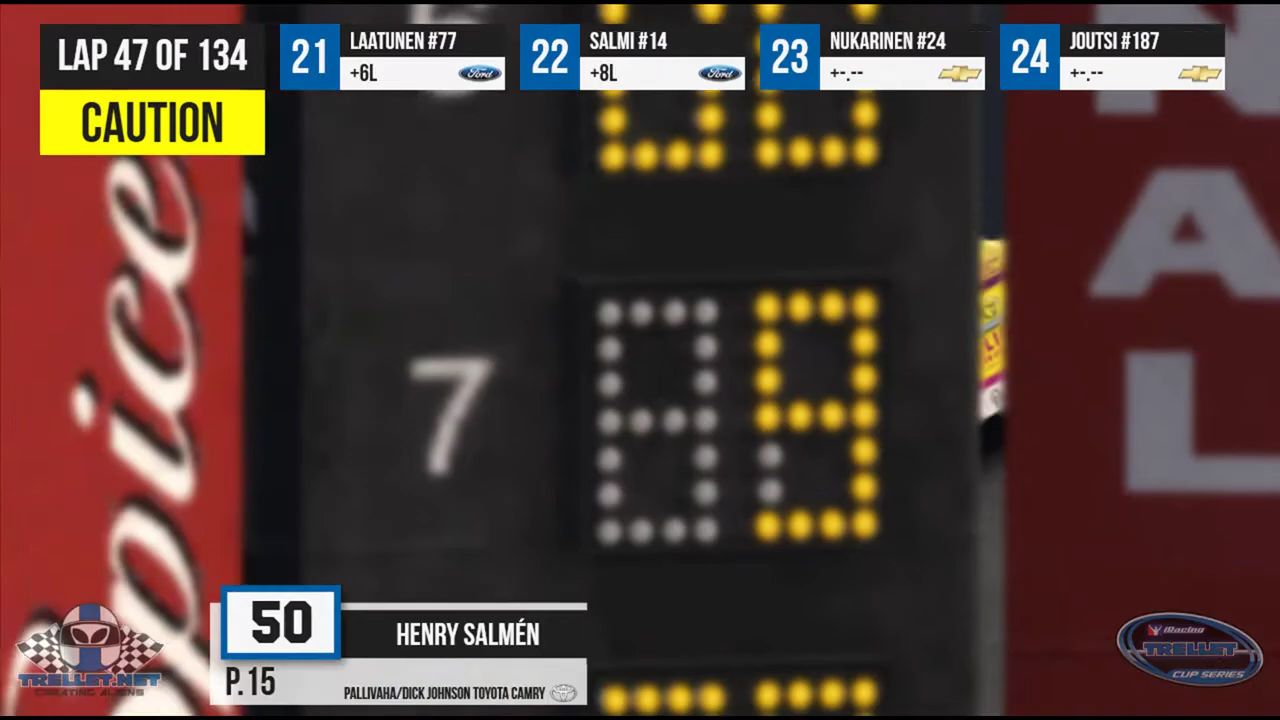 LAP 47 OF 134
CAUTION
21 LAATUNEN #77
+6L Ford
22 SALMI #14
+8L Ford
23 NUKARINEN #24
+-.--
24 JOUTSI #187
+-.--
7 9
50 HENRY SALMÉN
P.15
PALLIVAHA/DICK JOHNSON TOYOTA CAMRY
TRELLET.NET
CREATING ALIENS
iRacing
TRELLET
CUP SERIES